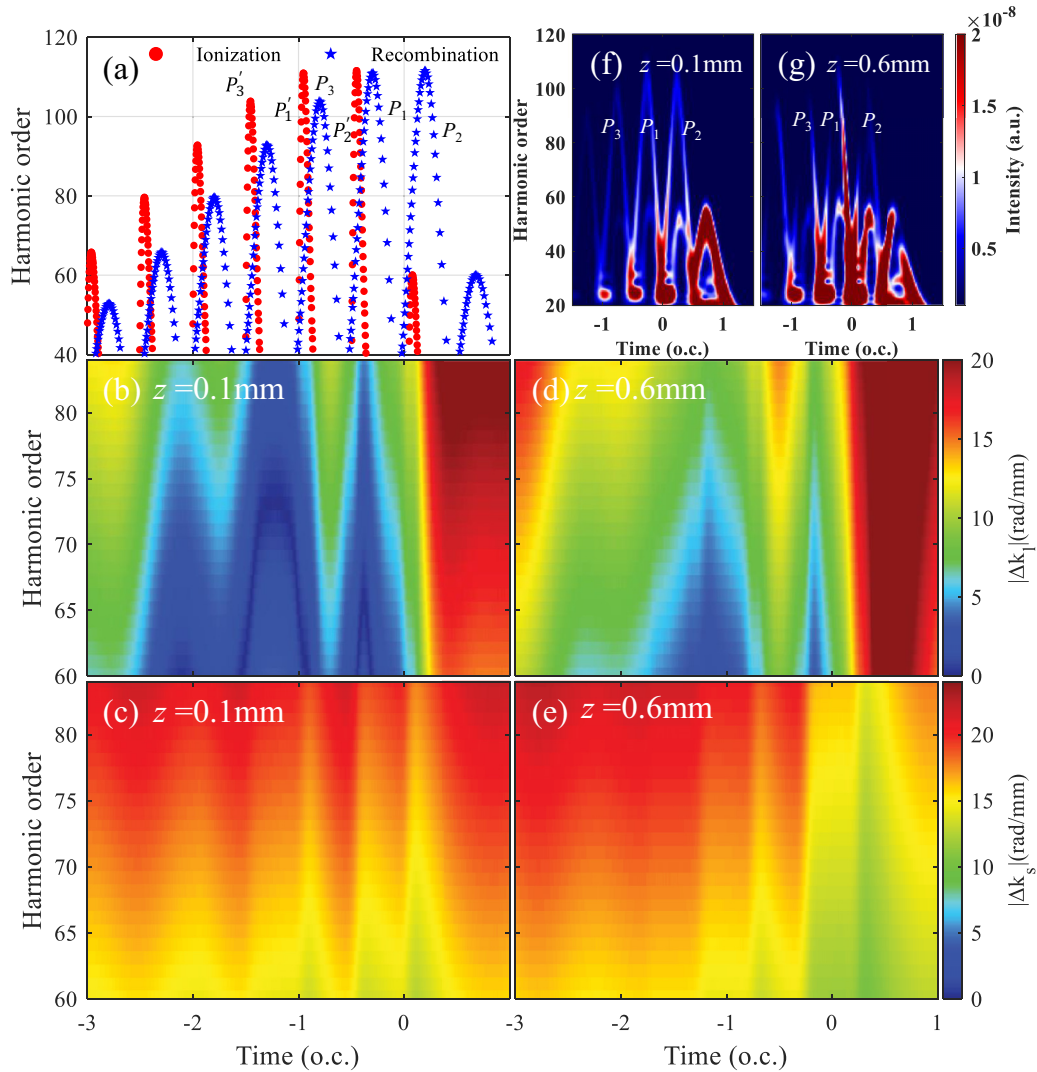 (a)
Ionization
Recombination
P′3
P′1
P3
P′2
P1
P2
120
100
80
60
40
Harmonic order
(f) z =0.1mm
P3
P1
P2
120
100
80
60
40
20
Harmonic order
-1
0
1
Time (o.c.)
(g) z =0.6mm
P3
P1
P2
-1
0
1
Time (o.c.)
×10-8
2
1.5
1
0.5
Intensity (a.u.)
(b) z =0.1mm
80
75
70
65
60
Harmonic order
(d) z =0.6mm
20
15
10
5
0
|Δkl|(rad/mm)
(c) z =0.1mm
80
75
70
65
60
Harmonic order
-3
-2
-1
0
Time (o.c.)
(e) z =0.6mm
-3
-2
-1
0
1
Time (o.c.)
20
15
10
5
0
|Δks|(rad/mm)